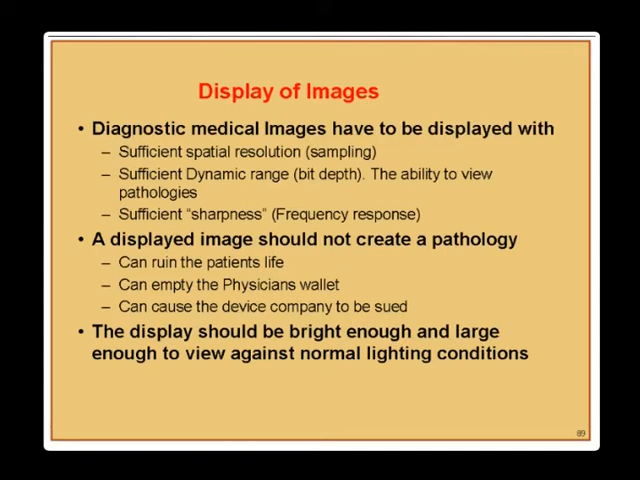 Display of Images
• Diagnostic medical Images have to be displayed with
– Sufficient spatial resolution (sampling)
– Sufficient Dynamic range (bit depth). The ability to view
pathologies
– Sufficient “sharpness” (Frequency response)
• A displayed image should not create a pathology
– Can ruin the patients life
– Can empty the Physicians wallet
– Can cause the device company to be sued
• The display should be bright enough and large
enough to view against normal lighting conditions
89